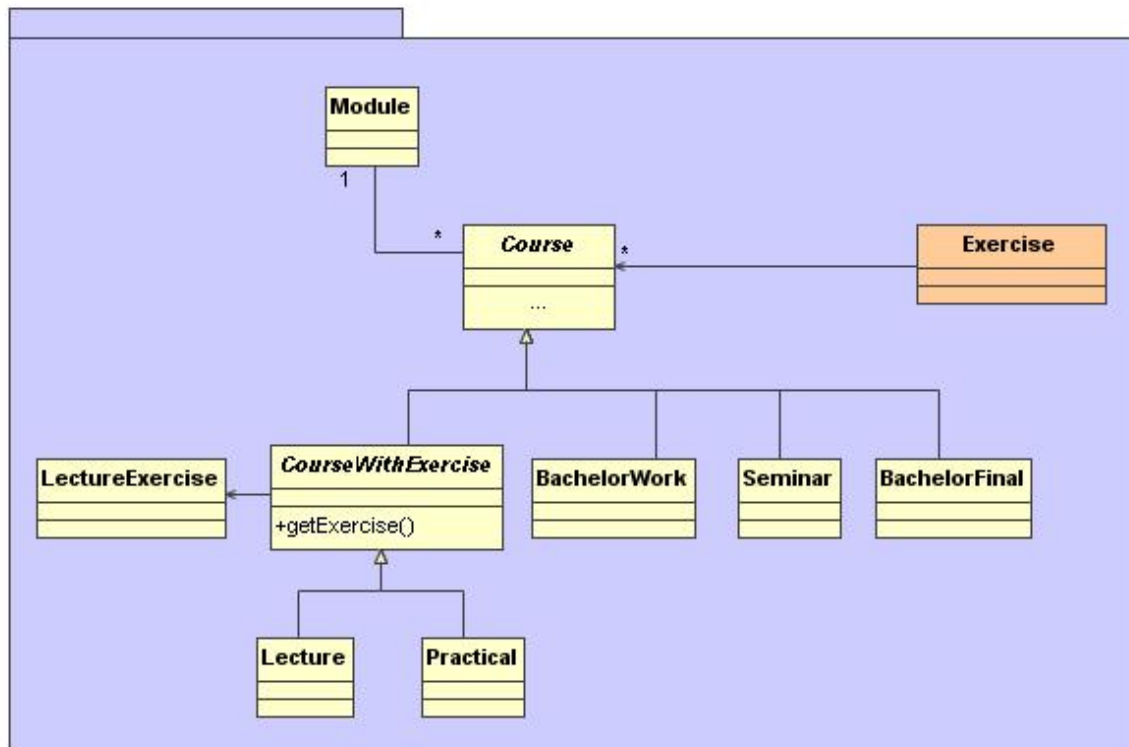 Module
1
*
Course
*
Exercise
...
LectureExercise
CourseWithExercise
BachelorWork
Seminar
BachelorFinal
+getExercise()
Lecture
Practical